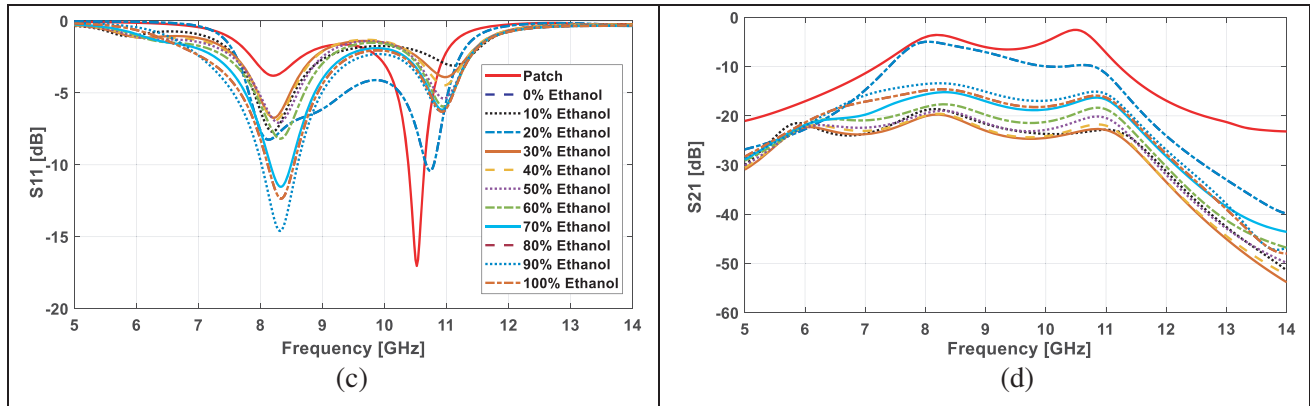 0
-5
-10
-15
-20
S11 [dB]
5 6 7 8 9 10 11 12 13 14
Frequency [GHz]
Patch
0% Ethanol
10% Ethanol
20% Ethanol
30% Ethanol
40% Ethanol
50% Ethanol
60% Ethanol
70% Ethanol
80% Ethanol
90% Ethanol
100% Ethanol
(c)
0
-10
-20
-30
-40
-50
-60
S21 [dB]
5 6 7 8 9 10 11 12 13 14
Frequency [GHz]
(d)